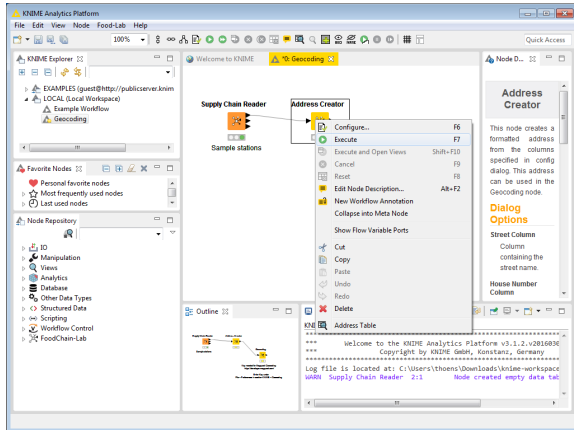 KNIME Analytics Platform
File Edit View Node Food-Lab Help
100%
Quick Access
KNIME Explorer
EXAMPLES (guest@http://publicserver.knim
LOCAL (Local Workspace)
Example Workflow
Geocoding
Favorite Nodes
Personal favorite nodes
Most frequently used nodes
Last used nodes
Node Repository
IO
Manipulation
Views
Analytics
Database
Other Data Types
Structured Data
Scripting
Workflow Control
FoodChain-Lab
Welcome to KNIME
*0: Geocoding
Supply Chain Reader
Address Creator
Sample stations
Configure... F6
Execute F7
Execute and Open Views Shift+F10
Cancel F9
Reset F8
Edit Node Description... Alt+F2
New Workflow Annotation
Collapse into Meta Node
Show Flow Variable Ports
Cut
Copy
Paste
Undo
Redo
Delete
Address Table
Node D...
Address
Creator
This node creates a
formatted address
from the columns
specified in config
dialog. This address
can be used in the
Geocoding node.
Dialog
Options
Street Column
Column
containing the
street name.
House Number
Column
Outline
KNI
*** Welcome to the KNIME Analytics Platform v3.1.2.v2016030
*** Copyright by KNIME GmbH, Konstanz, Germany
Log file is located at: C:\Users\thoens\Downloads\knime-workspace
WARN Supply Chain Reader 2:1 Node created empty data tab